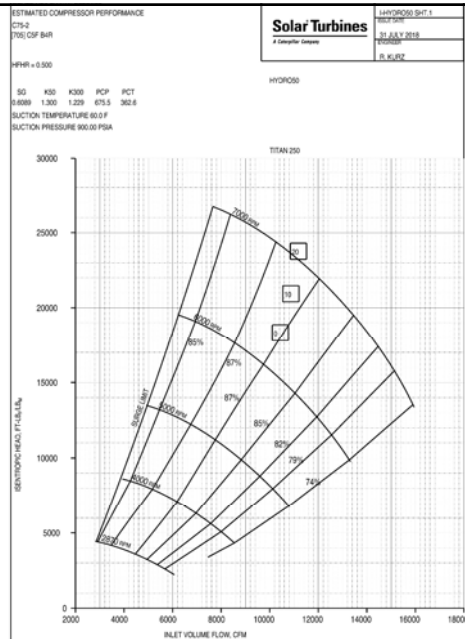 ESTIMATED COMPRESSOR PERFORMANCE
C75-2
[705] C5F B4R
HFHR = 0.500
SG K50 K300 PCP PCT
0.6089 1.300 1.229 675.5 362.6
SUCTION TEMPERATURE 60.0 F
SUCTION PRESSURE 900.00 PSIA
Solar Turbines
A Caterpillar Company
I-HYDRO50 SHT.1
ISSUE DATE
31 JULY 2018
ENGINEER
R. KURZ
HYDRO50
TITAN 250
30000
25000
20000
15000
10000
5000
0
ISENTROPIC HEAD, FT-LBF/LBM
7000 RPM
6000 RPM
5000 RPM
4000 RPM
SURGE LIMIT
20
10
0
85%
87%
87%
85%
82%
79%
74%
2000 4000 6000 8000 10000 12000 14000 16000 18000
INLET VOLUME FLOW, CFM